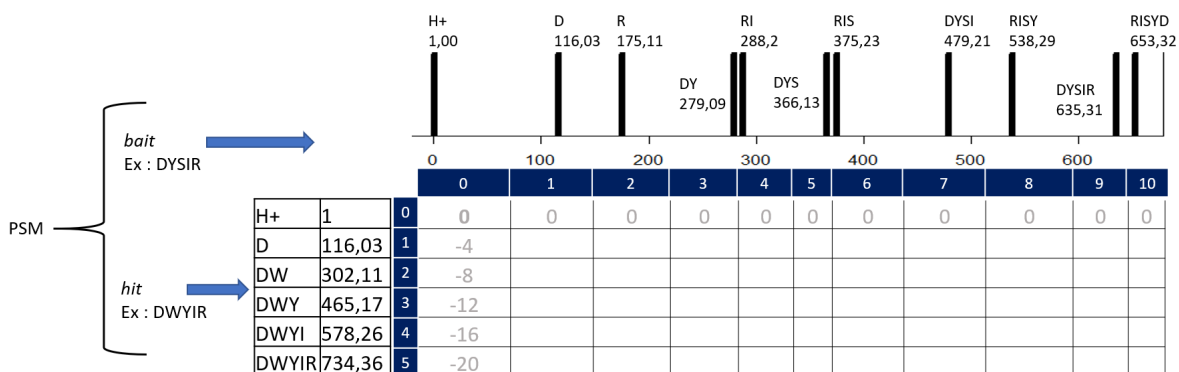 H+ D R RI RIS DYSI RISY RISYD
1,00 116,03 175,11 288,2 375,23 479,21 538,29 653,32
DY DYS DYSIR
279,09 366,13 635,31
bait
Ex : DYSIR
0 100 200 300 400 500 600
0 1 2 3 4 5 6 7 8 9 10
PSM
H+ 1 0 0 0 0 0 0 0 0 0 0 0 0
D 116,03 1 -4
DW 302,11 2 -8
hit
Ex : DWYIR
DWY 465,17 3 -12
DWYI 578,26 4 -16
DWYIR 734,36 5 -20